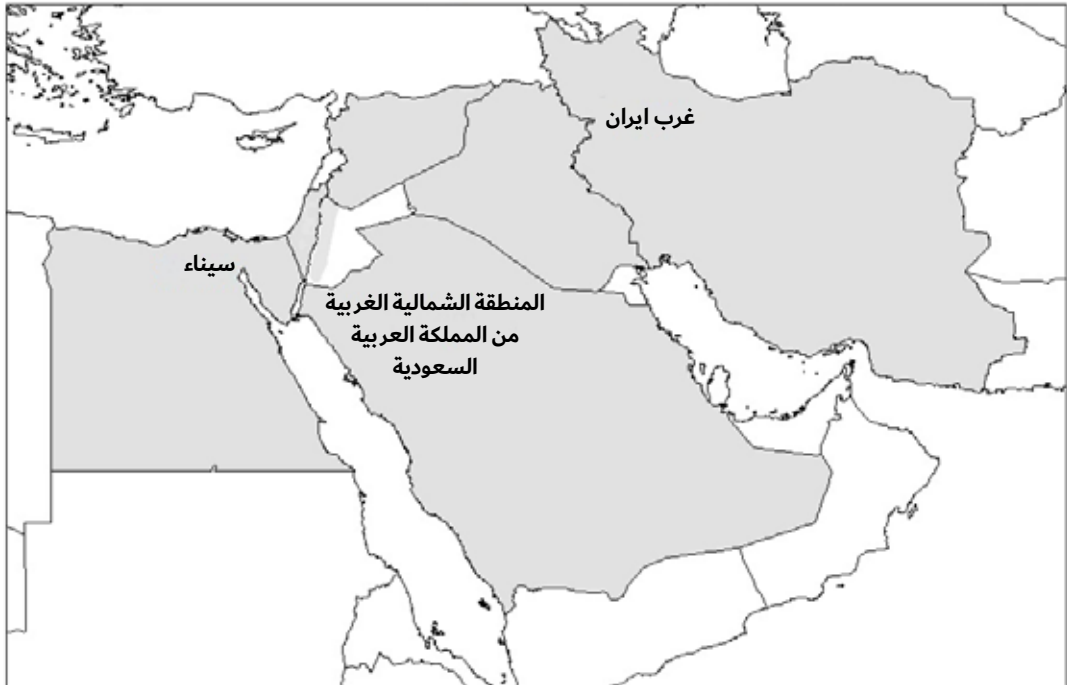 غرب ايران
سيناء
المنطقة الشمالية الغربية
من المملكة العربية
السعودية